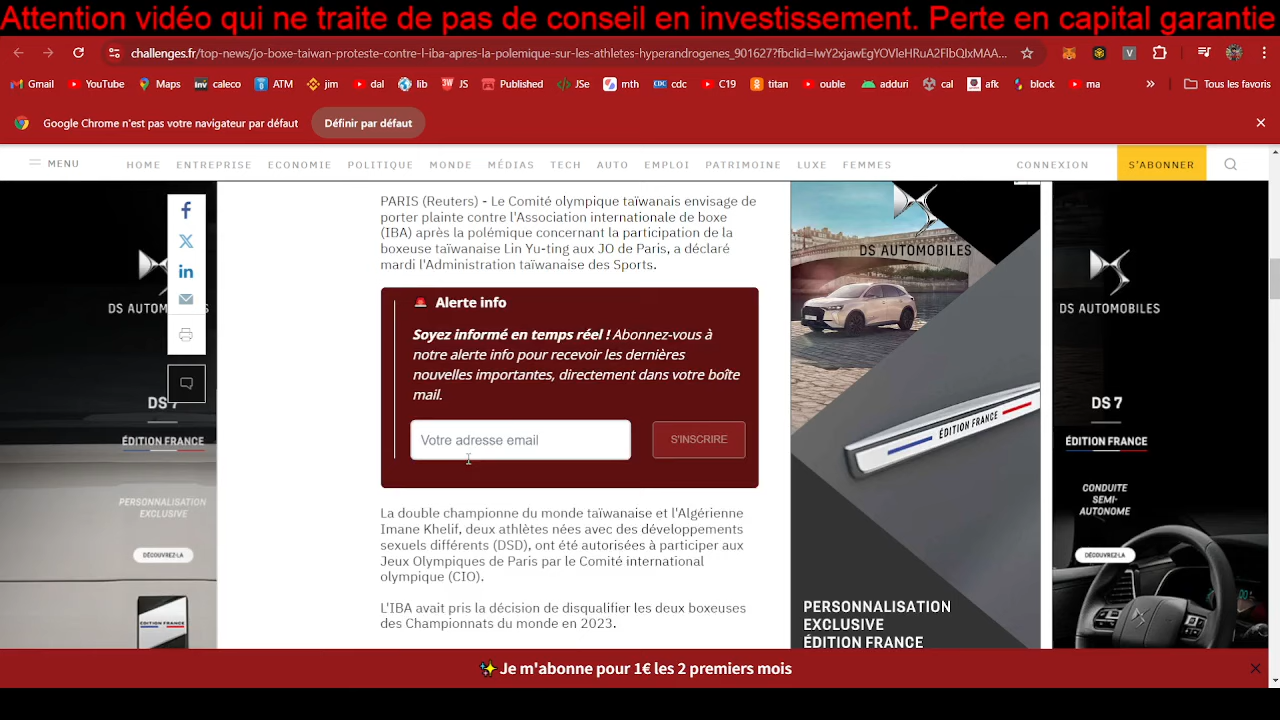 Attention vidéo qui ne traite de pas de conseil en investissement. Perte en capital garantie
challenges.fr/top-news/jo-boxe-taiwan-proteste-contre-l-iba-apres-la-polemique-sur-les-athletes-hyperandrogenes_901627?fbclid=IwY2xjawEgYOVleHRuA2FlbQIxMAA...
Gmail YouTube Maps caleco ATM jim dal lib JS Published JSe mth cdc C19 titan ouble adduri cal afk block ma » Tous les favoris
Google Chrome n'est pas votre navigateur par défaut Définir par défaut
MENU HOME ENTREPRISE ECONOMIE POLITIQUE MONDE MÉDIAS TECH AUTO EMPLOI PATRIMOINE LUXE FEMMES CONNEXION S'ABONNER
PARIS (Reuters) - Le Comité olympique taïwanais envisage de
porter plainte contre l'Association internationale de boxe
(IBA) après la polémique concernant la participation de la
boxeuse taïwanaise Lin Yu-ting aux JO de Paris, a déclaré
mardi l'Administration taïwanaise des Sports.
Alerte info
Soyez informé en temps réel ! Abonnez-vous à
notre alerte info pour recevoir les dernières
nouvelles importantes, directement dans votre boîte
mail.
Votre adresse email S'INSCRIRE
La double championne du monde taïwanaise et l'Algérienne
Imane Khelif, deux athlètes nées avec des développements
sexuels différents (DSD), ont été autorisées à participer aux
Jeux Olympiques de Paris par le Comité international
olympique (CIO).
L'IBA avait pris la décision de disqualifier les deux boxeuses
des Championnats du monde en 2023.
DS AUTOMOBILES
ÉDITION FRANCE
PERSONNALISATION
EXCLUSIVE
ÉDITION FRANCE
DS AUTOMOBILES
DS 7
ÉDITION FRANCE
CONDUITE
SEMI-
AUTONOME
DÉCOUVREZ-LA
DS AUTO
DS
ÉDITION FRANCE
PERSONNALISATION
EXCLUSIVE
DÉCOUVREZ-LA
ÉDITION FRANCE
✨ Je m'abonne pour 1€ les 2 premiers mois